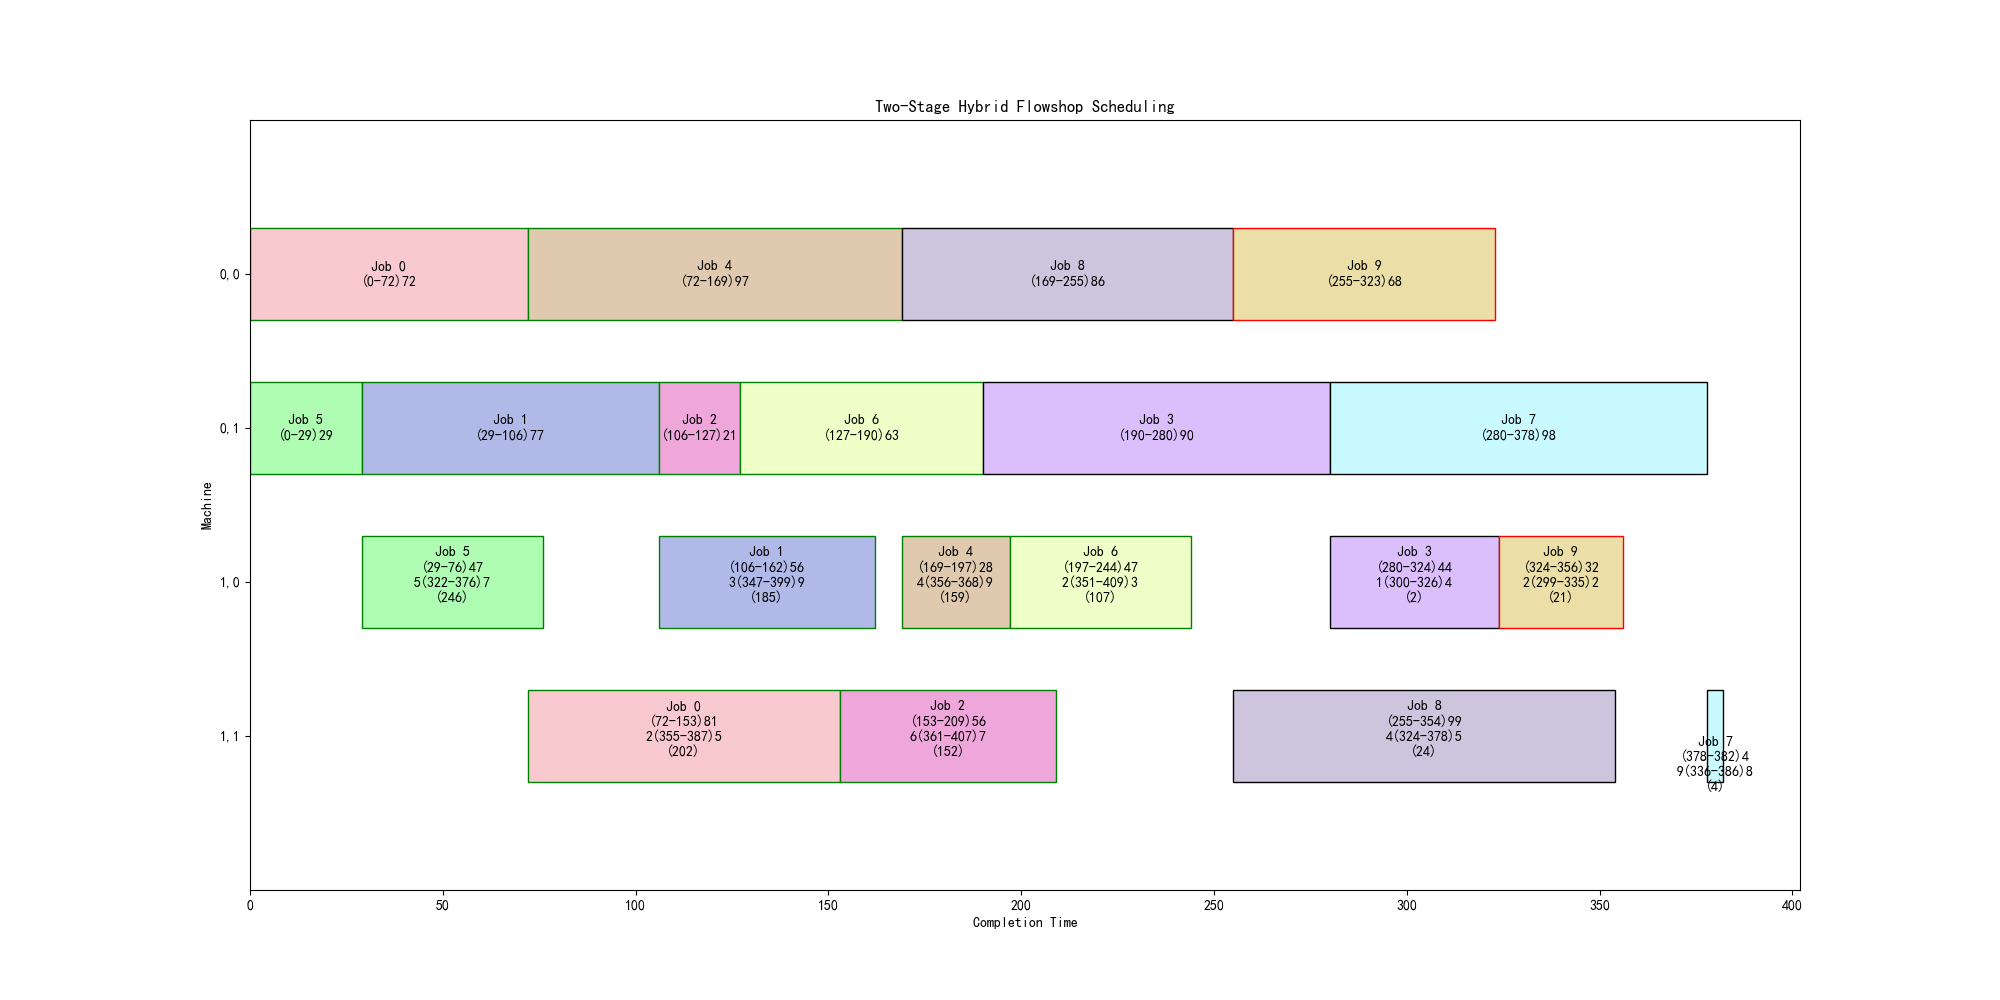 Two-Stage Hybrid Flowshop Scheduling
Machine
0,0
Job 0
(0-72)72
Job 4
(72-169)97
Job 8
(169-255)86
Job 9
(255-323)68
0,1
Job 5
(0-29)29
Job 1
(29-106)77
Job 2
(106-127)21
Job 6
(127-190)63
Job 3
(190-280)90
Job 7
(280-378)98
1,0
Job 5
(29-76)47
5(322-376)7
(246)
Job 1
(106-162)56
3(347-399)9
(185)
Job 4
(169-197)28
4(356-368)9
(159)
Job 6
(197-244)47
2(351-409)3
(107)
Job 3
(280-324)44
1(300-326)4
(2)
Job 9
(324-356)32
2(299-335)2
(21)
1,1
Job 0
(72-153)81
2(355-387)5
(202)
Job 2
(153-209)56
6(361-407)7
(152)
Job 8
(255-354)99
4(324-378)5
(24)
Job 7
(378-382)4
9(336-386)8
(4)
0
50
100
150
200
250
300
350
400
Completion Time